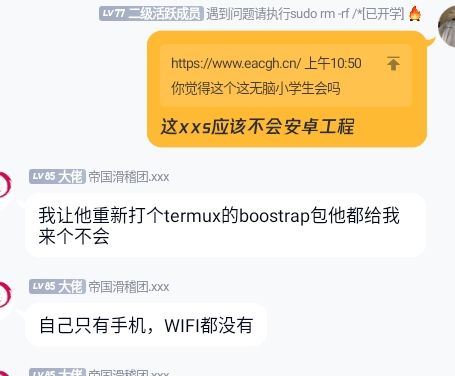 LV77 二级活跃成员 遇到问题请执行sudo rm -rf /*[已开学]
https://www.eacgh.cn/ 上午10:50
你觉得这个这无脑小学生会吗
这xxs应该不会安卓工程
LV85 大佬 帝国滑稽团.xxx
我让他重新打个termux的boostrap包他都给我
来个不会
LV85 大佬 帝国滑稽团.xxx
自己只有手机，WIFI都没有
LV85 大佬 帝国滑稽团.xxx